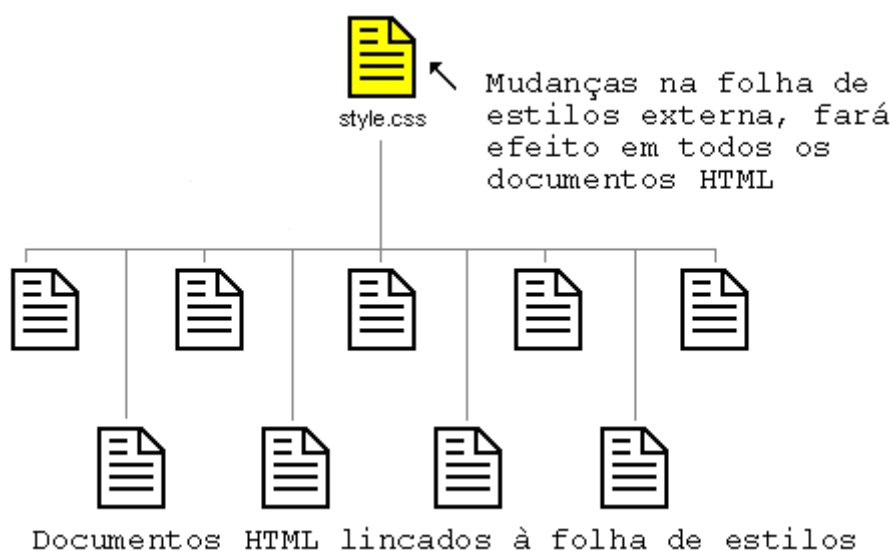 style.css
Mudanças na folha de
estilos externa, fará
efeito em todos os
documentos HTML
Documentos HTML lincados à folha de estilos